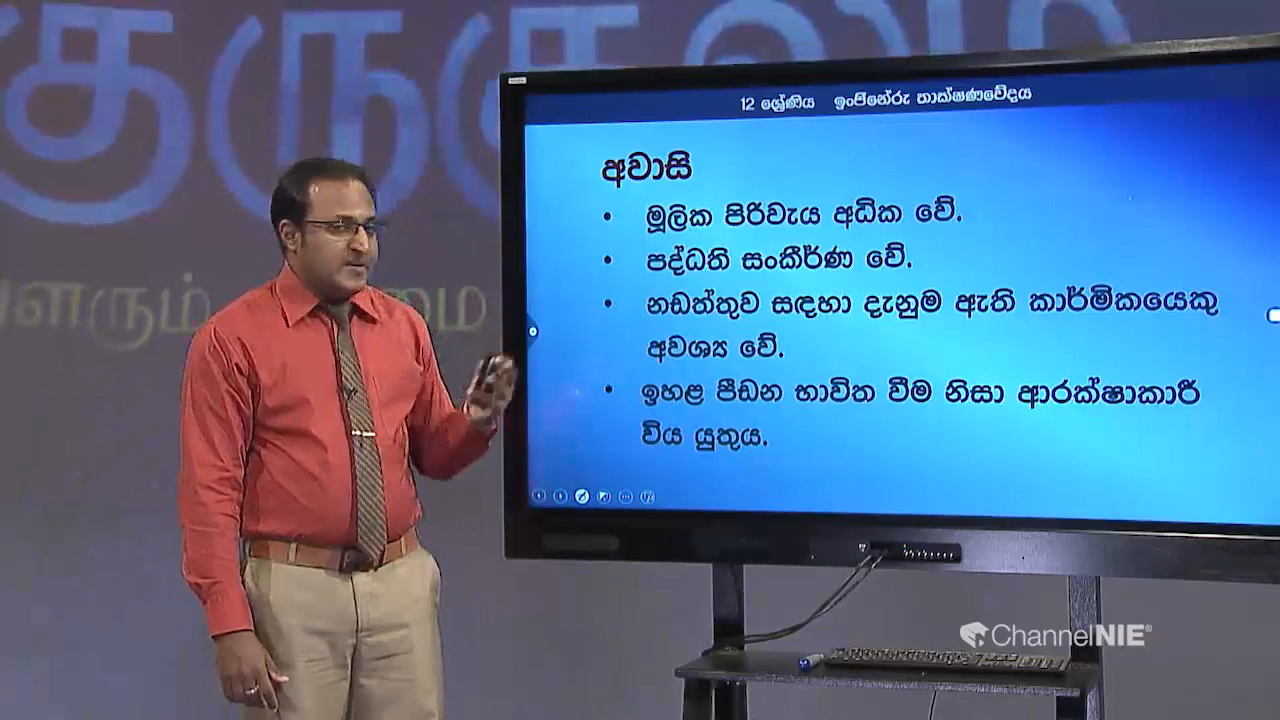 12 ශ්‍රේණිය ඉංජිනේරු තාක්ෂණවේදය
අවාසි
• මූලික පිරිවැය අධික වේ.
• පද්ධති සංකීර්ණ වේ.
• නඩත්තුව සඳහා දැනුම ඇති කාර්මිකයෙකු
අවශ්‍ය වේ.
• ඉහළ පීඩන භාවිත වීම නිසා ආරක්ෂාකාරී
විය යුතුය.
ChannelNIE